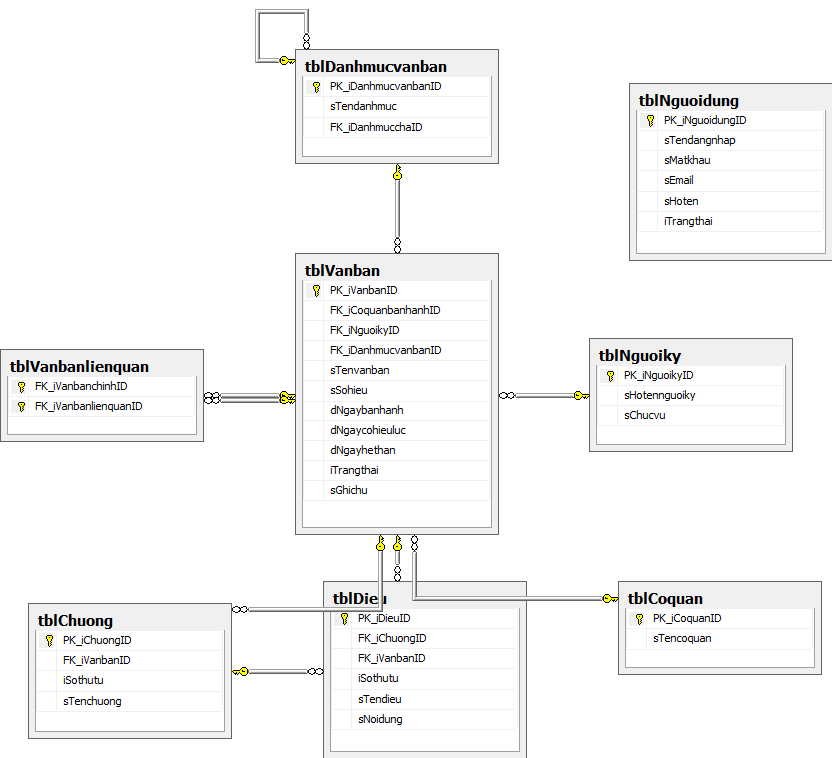 tblDanhmucvanban
PK_iDanhmucvanbanID
sTendanhmuc
FK_iDanhmucchaID
tblNguoidung
PK_iNguoidungID
sTendangnhap
sMatkhau
sEmail
sHoten
iTrangthai
tblVanban
PK_iVanbanID
FK_iCoquanbanhanhID
FK_iNguoikyID
FK_iDanhmucvanbanID
sTenvanban
sSohieu
dNgaybanhanh
dNgaycohieuluc
dNgayhethan
iTrangthai
sGhichu
tblVanbanlienquan
FK_iVanbanchinhID
FK_iVanbanlienquanID
tblNguoiky
PK_iNguoikyID
sHotennguoiky
sChucvu
tblChuong
PK_iChuongID
FK_iVanbanID
iSothutu
sTenchuong
tblDieu
PK_iDieuID
FK_iChuongID
FK_iVanbanID
iSothutu
sTendieu
sNoidung
tblCoquan
PK_iCoquanID
sTencoquan